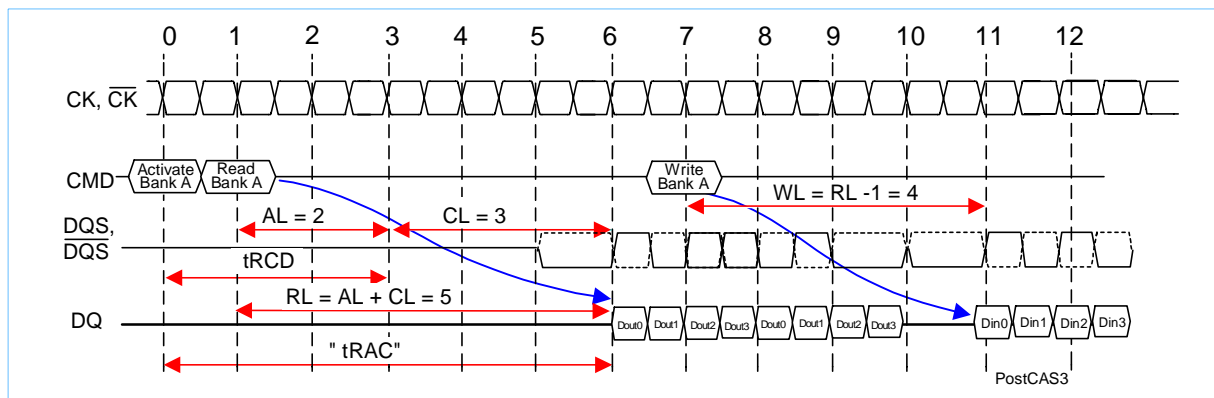 0 1 2 3 4 5 6 7 8 9 10 11 12
CK, CK
CMD
Activate
Bank A
Read
Bank A
Write
Bank A
WL = RL -1 = 4
AL = 2
CL = 3
DQS,
DQS
tRCD
RL = AL + CL = 5
DQ
Dout0 Dout1 Dout2 Dout3 Dout0 Dout1 Dout2 Dout3
Din0 Din1 Din2 Din3
" tRAC"
PostCAS3